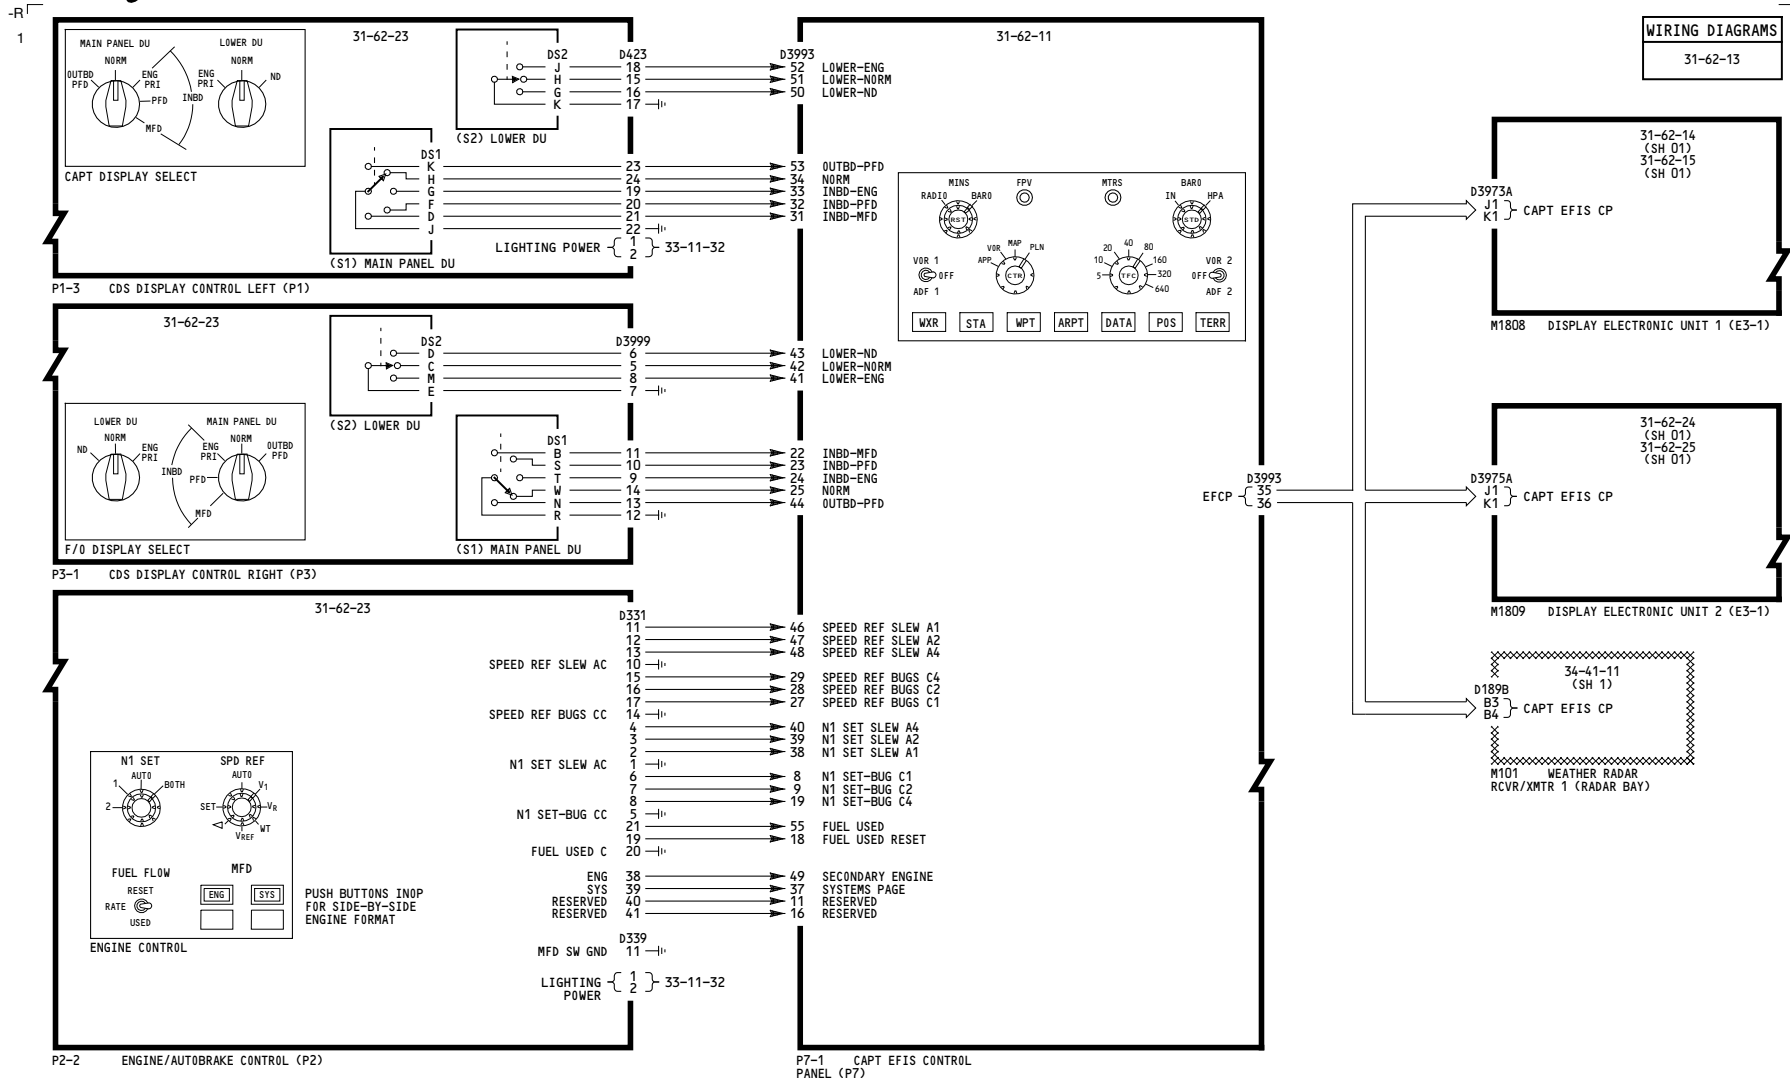 -R
1
WIRING DIAGRAMS
31-62-13
31-62-23
MAIN PANEL DU
LOWER DU
NORM
NORM
OUTBD
PFD
ENG
PRI
PFD
MFD
INBD
ENG
PRI
ND
CAPT DISPLAY SELECT
DS2
J
H
G
K
(S2) LOWER DU
D423
18
15
16
17
DS1
K
H
G
F
D
J
(S1) MAIN PANEL DU
23
24
19
20
21
22
LIGHTING POWER
1
2
33-11-32
P1-3 CDS DISPLAY CONTROL LEFT (P1)
31-62-23
DS2
D
C
M
E
(S2) LOWER DU
D3999
6
5
8
7
LOWER DU
MAIN PANEL DU
NORM
ND
ENG
PRI
INBD
ENG
PRI
NORM
OUTBD
PFD
PFD
MFD
F/O DISPLAY SELECT
DS1
B
S
T
W
N
R
(S1) MAIN PANEL DU
11
10
9
14
13
12
P3-1 CDS DISPLAY CONTROL RIGHT (P3)
31-62-23
D331
11
12
13
SPEED REF SLEW AC 10
15
16
17
SPEED REF BUGS CC 14
4
3
2
N1 SET SLEW AC 1
6
7
8
N1 SET-BUG CC 5
21
19
FUEL USED C 20
ENG 38
SYS 39
RESERVED 40
RESERVED 41
D339
MFD SW GND 11
LIGHTING
POWER
1
2
33-11-32
N1 SET
AUTO
1
BOTH
2
SPD REF
AUTO
V1
SET
VR
WT
VREF
FUEL FLOW
RESET
RATE
USED
MFD
ENG
SYS
ENGINE CONTROL
PUSH BUTTONS INOP
FOR SIDE-BY-SIDE
ENGINE FORMAT
P2-2 ENGINE/AUTOBRAKE CONTROL (P2)
31-62-11
D3993
52 LOWER-ENG
51 LOWER-NORM
50 LOWER-ND
53 OUTBD-PFD
34 NORM
33 INBD-ENG
32 INBD-PFD
31 INBD-MFD
43 LOWER-ND
42 LOWER-NORM
41 LOWER-ENG
22 INBD-MFD
23 INBD-PFD
24 INBD-ENG
25 NORM
44 OUTBD-PFD
46 SPEED REF SLEW A1
47 SPEED REF SLEW A2
48 SPEED REF SLEW A4
29 SPEED REF BUGS C4
28 SPEED REF BUGS C2
27 SPEED REF BUGS C1
40 N1 SET SLEW A4
39 N1 SET SLEW A2
38 N1 SET SLEW A1
8 N1 SET-BUG C1
9 N1 SET-BUG C2
19 N1 SET-BUG C4
55 FUEL USED
18 FUEL USED RESET
49 SECONDARY ENGINE
37 SYSTEMS PAGE
11 RESERVED
16 RESERVED
MINS
RADIO
BARO
RST
FPV
MTRS
BARO
IN
HPA
STD
VOR 1
OFF
ADF 1
APP
VOR
MAP
PLN
CTR
5
10
20
40
80
160
320
640
TFC
VOR 2
OFF
ADF 2
WXR
STA
WPT
ARPT
DATA
POS
TERR
EFCP
D3993
35
36
P7-1 CAPT EFIS CONTROL
PANEL (P7)
31-62-14
(SH 01)
31-62-15
(SH 01)
D3973A
J1
K1
CAPT EFIS CP
M1808 DISPLAY ELECTRONIC UNIT 1 (E3-1)
31-62-24
(SH 01)
31-62-25
(SH 01)
D3975A
J1
K1
CAPT EFIS CP
M1809 DISPLAY ELECTRONIC UNIT 2 (E3-1)
34-41-11
(SH 1)
D189B
B3
B4
CAPT EFIS CP
M101 WEATHER RADAR
RCVR/XMTR 1 (RADAR BAY)